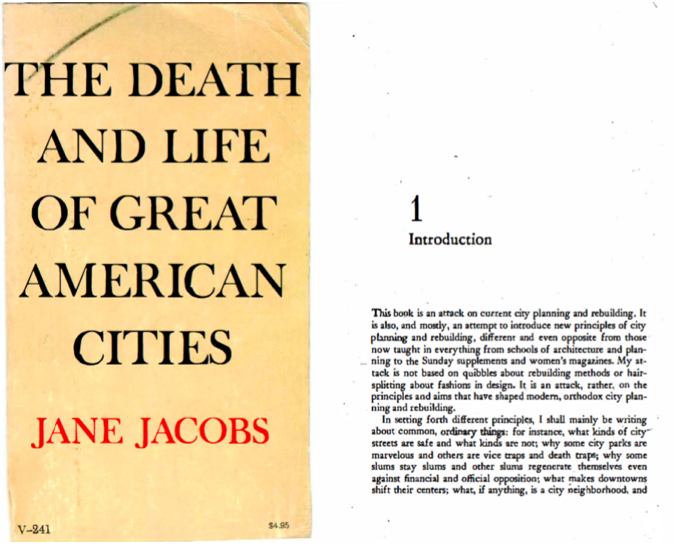 THE DEATH
AND LIFE
OF GREAT
AMERICAN
CITIES
JANE JACOBS
V-241
$4.95
1
Introduction
This book is an attack on current city planning and rebuilding. It
is also, and mostly, an attempt to introduce new principles of city
planning and rebuilding, different and even opposite from those
now taught in everything from schools of architecture and plan-
ning to the Sunday supplements and women's magazines. My at-
tack is not based on quibbles about rebuilding methods or hair-
splitting about fashions in design. It is an attack, rather, on the
principles and aims that have shaped modern, orthodox city plan-
ning and rebuilding.
In setting forth different principles, I shall mainly be writing
about common, ordinary things: for instance, what kinds of city
streets are safe and what kinds are not; why some city parks are
marvelous and others are vice traps and death traps; why some
slums stay slums and other slums regenerate themselves even
against financial and official opposition; what makes downtowns
shift their centers; what, if anything, is a city neighborhood, and